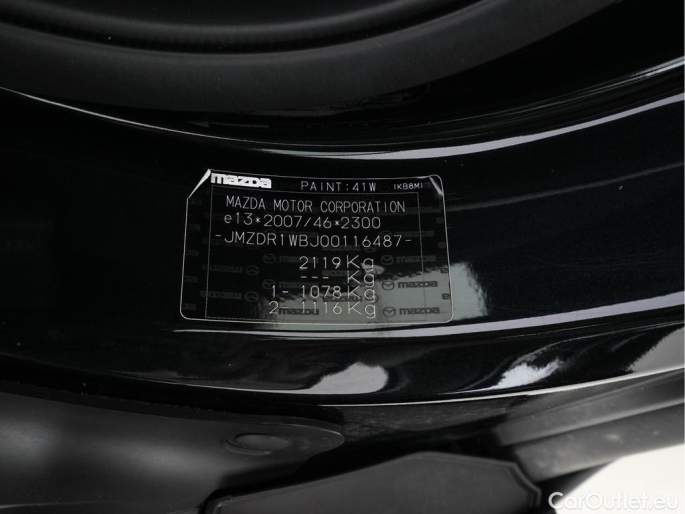 mazda PAINT:41W
MAZDA MOTOR CORPORATION
e13*2007/46*2300
-JMZDR1WBJ00116487-
2119Kg
--- Kg
1- 1078Kg
2- 1116Kg
CarOutlet.eu